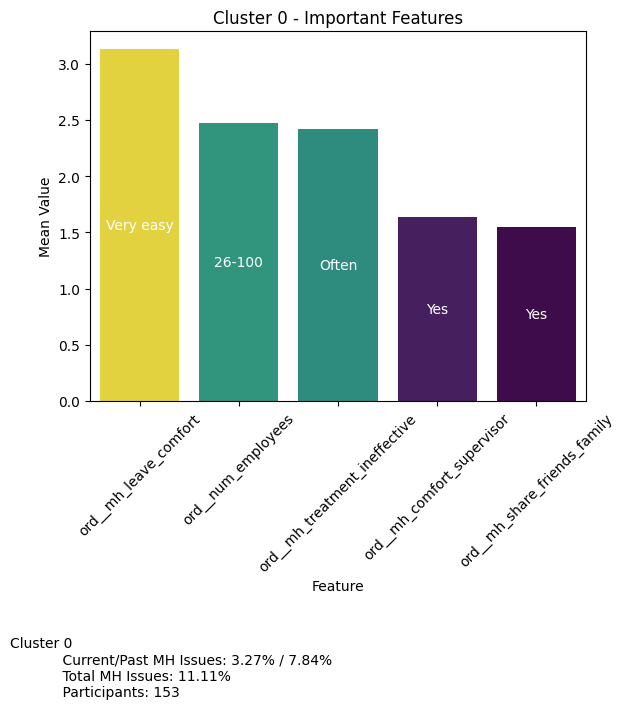 Cluster 0 - Important Features
Mean Value
3.0
2.5
2.0
1.5
1.0
0.5
0.0
Very easy
26-100
Often
Yes
Yes
ord__mh_leave_comfort
ord__num_employees
ord__mh_treatment_ineffective
ord__mh_comfort_supervisor
ord__mh_share_friends_family
Feature
Cluster 0
Current/Past MH Issues: 3.27% / 7.84%
Total MH Issues: 11.11%
Participants: 153